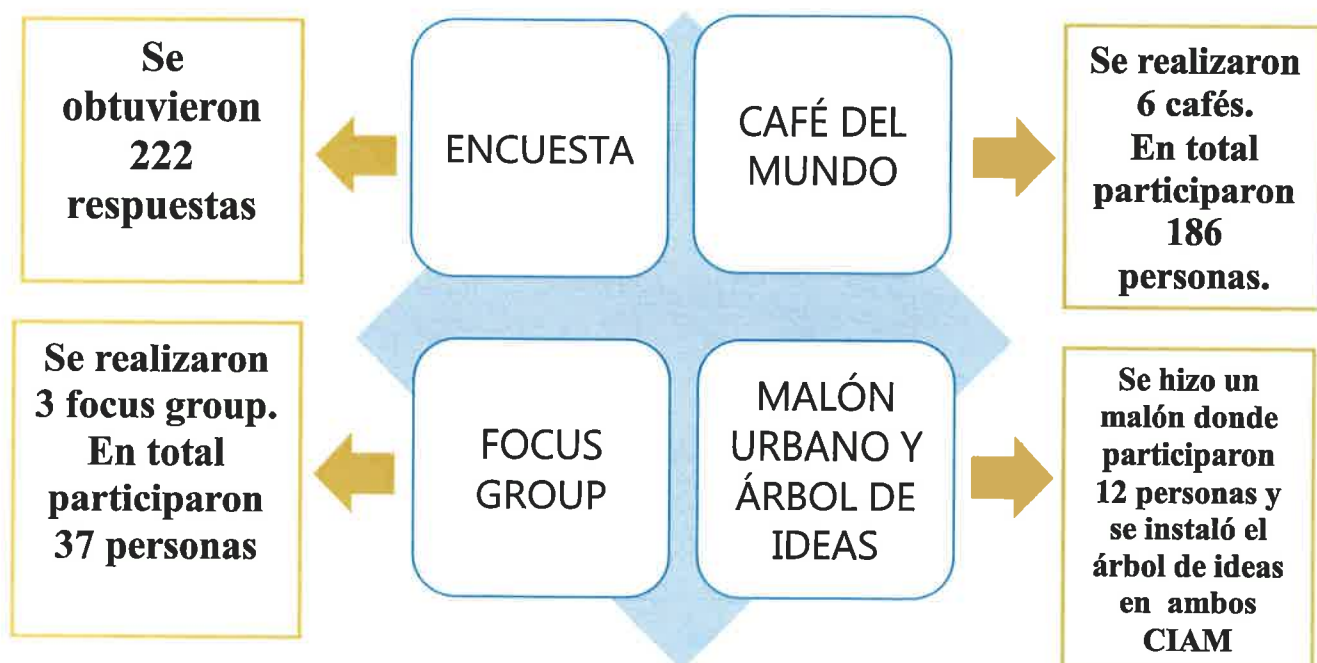 Se
obtuvieron
222
respuestas
ENCUESTA
CAFÉ DEL
MUNDO
Se realizaron
6 cafés.
En total
participaron
186
personas.
Se realizaron
3 focus group.
En total
participaron
37 personas
FOCUS
GROUP
MALÓN
URBANO Y
ÁRBOL DE
IDEAS
Se hizo un
malón donde
participaron
12 personas y
se instaló el
árbol de ideas
en ambos
CIAM